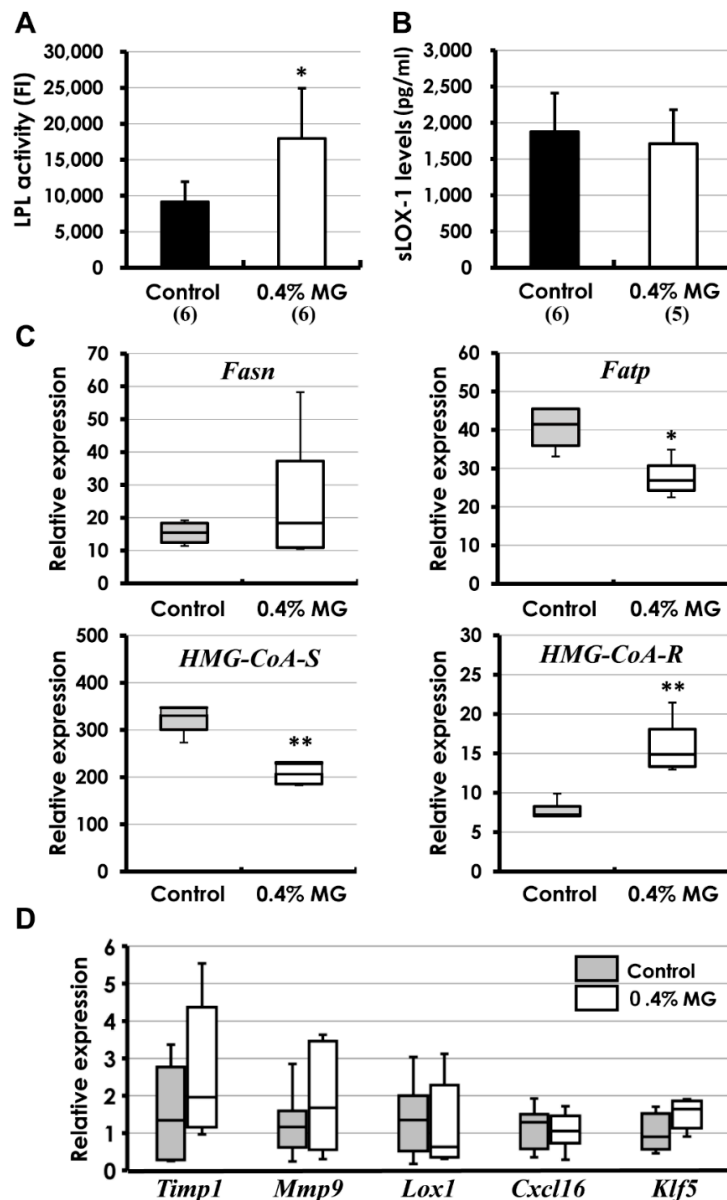 A
LPL activity (FI)
30,000
25,000
20,000
15,000
10,000
5,000
0
*
Control
(6)
0.4% MG
(6)
B
sLOX-1 levels (pg/ml)
3,000
2,500
2,000
1,500
1,000
500
0
Control
(6)
0.4% MG
(5)
C
Relative expression
70
60
50
40
30
20
10
0
Fasn
Control
0.4% MG
Relative expression
60
50
40
30
20
10
0
Fatp
*
Control
0.4% MG
Relative expression
500
400
300
200
100
0
HMG-CoA-S
**
Control
0.4% MG
Relative expression
30
25
20
15
10
5
0
HMG-CoA-R
**
Control
0.4% MG
D
Relative expression
6
5
4
3
2
1
0
Control
0.4% MG
Timp1 Mmp9 Lox1 Cxcl16 Klf5